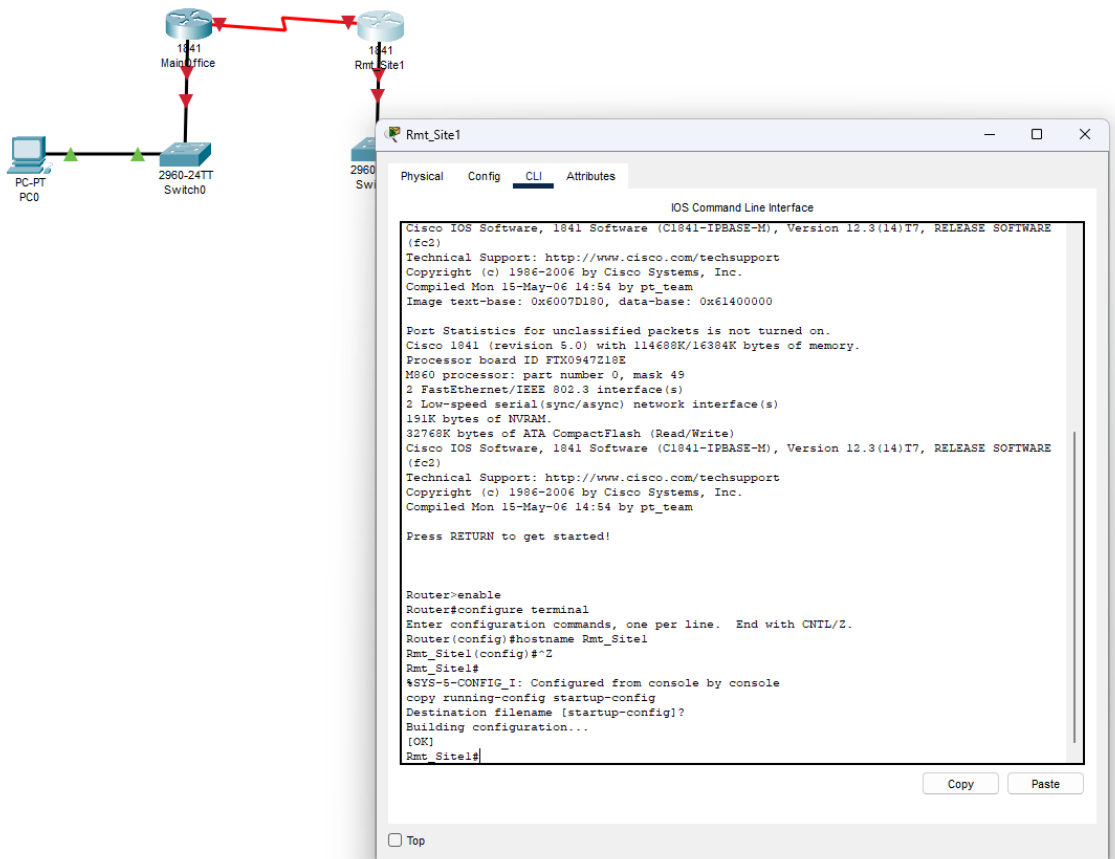 1841
MainOffice
1841
Rmt_Site1
PC-PT
PC0
2960-24TT
Switch0
2960
Swi
Rmt_Site1
Physical Config CLI Attributes
IOS Command Line Interface
Cisco IOS Software, 1841 Software (C1841-IPBASE-M), Version 12.3(14)T7, RELEASE SOFTWARE
(fc2)
Technical Support: http://www.cisco.com/techsupport
Copyright (c) 1986-2006 by Cisco Systems, Inc.
Compiled Mon 15-May-06 14:54 by pt_team
Image text-base: 0x6007D180, data-base: 0x61400000
Port Statistics for unclassified packets is not turned on.
Cisco 1841 (revision 5.0) with 114688K/16384K bytes of memory.
Processor board ID FTX0947Z18E
M860 processor: part number 0, mask 49
2 FastEthernet/IEEE 802.3 interface(s)
2 Low-speed serial(sync/async) network interface(s)
191K bytes of NVRAM.
32768K bytes of ATA CompactFlash (Read/Write)
Cisco IOS Software, 1841 Software (C1841-IPBASE-M), Version 12.3(14)T7, RELEASE SOFTWARE
(fc2)
Technical Support: http://www.cisco.com/techsupport
Copyright (c) 1986-2006 by Cisco Systems, Inc.
Compiled Mon 15-May-06 14:54 by pt_team
Press RETURN to get started!
Router>enable
Router#configure terminal
Enter configuration commands, one per line.  End with CNTL/Z.
Router(config)#hostname Rmt_Site1
Rmt_Site1(config)#^Z
Rmt_Site1#
%SYS-5-CONFIG_I: Configured from console by console
copy running-config startup-config
Destination filename [startup-config]?
Building configuration...
[OK]
Rmt_Site1#
Copy Paste
Top